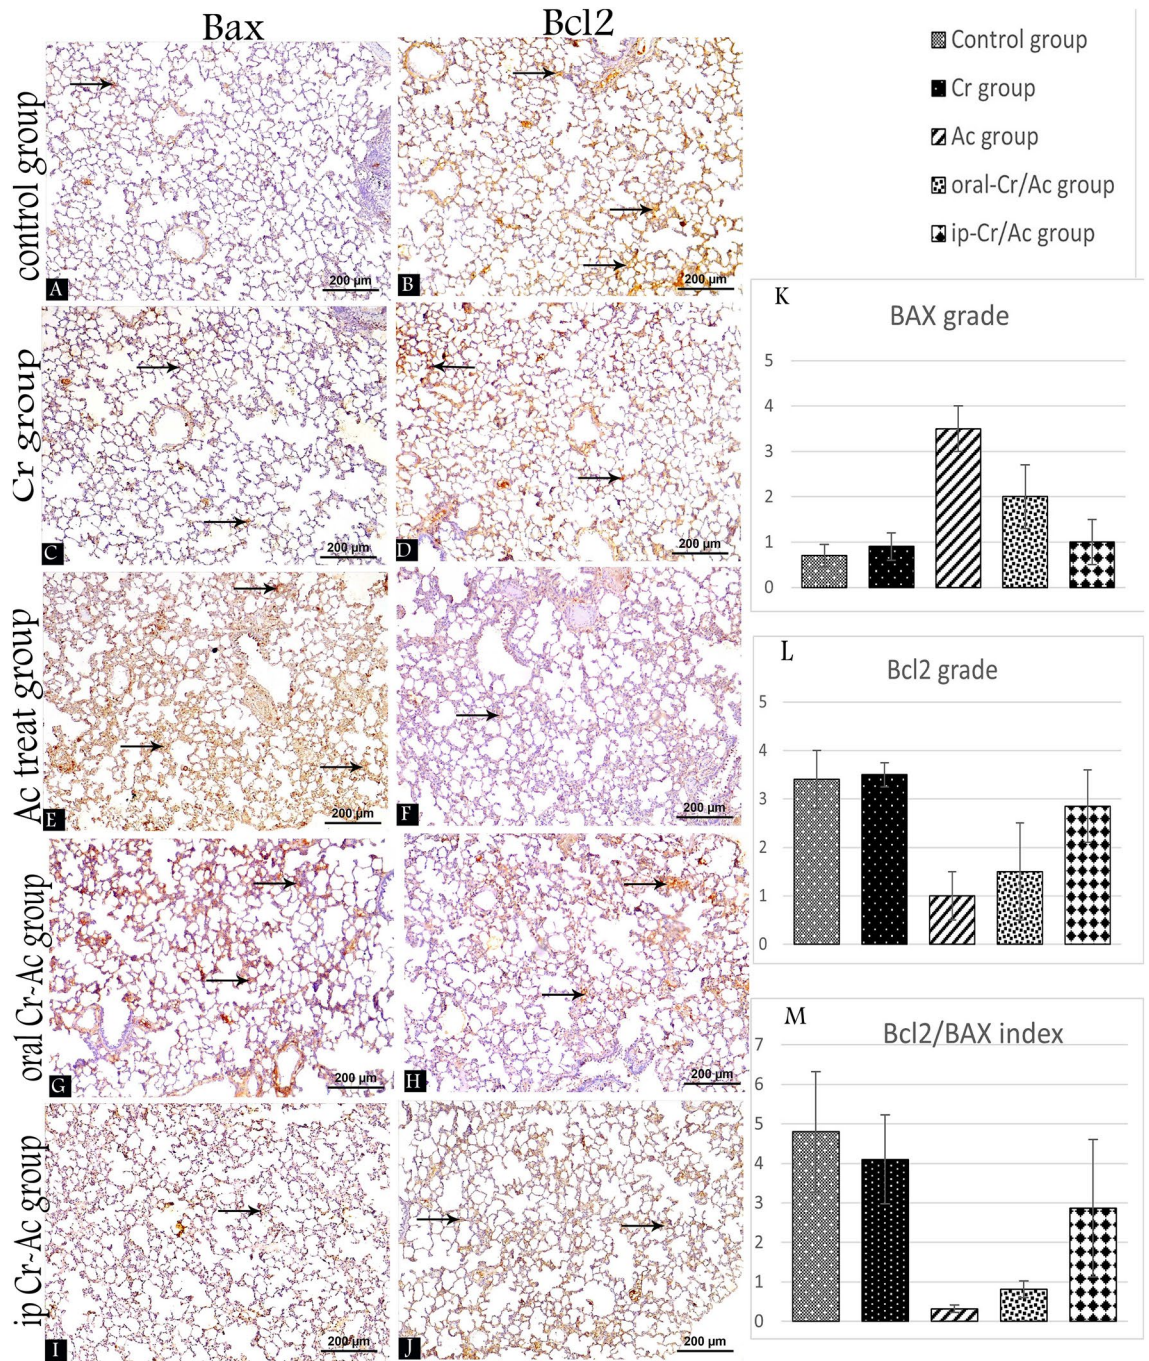 Bax
Bcl2
control group
A
200 µm
B
200 µm
Cr group
C
200 µm
D
200 µm
Ac treat group
E
200 µm
F
200 µm
oral Cr-Ac group
G
200 µm
H
200 µm
ip Cr-Ac group
I
200 µm
J
200 µm
Control group
Cr group
Ac group
oral-Cr/Ac group
ip-Cr/Ac group
K
BAX grade
5
4
3
2
1
0
L
Bcl2 grade
5
4
3
2
1
0
M
Bcl2/BAX index
7
6
5
4
3
2
1
0